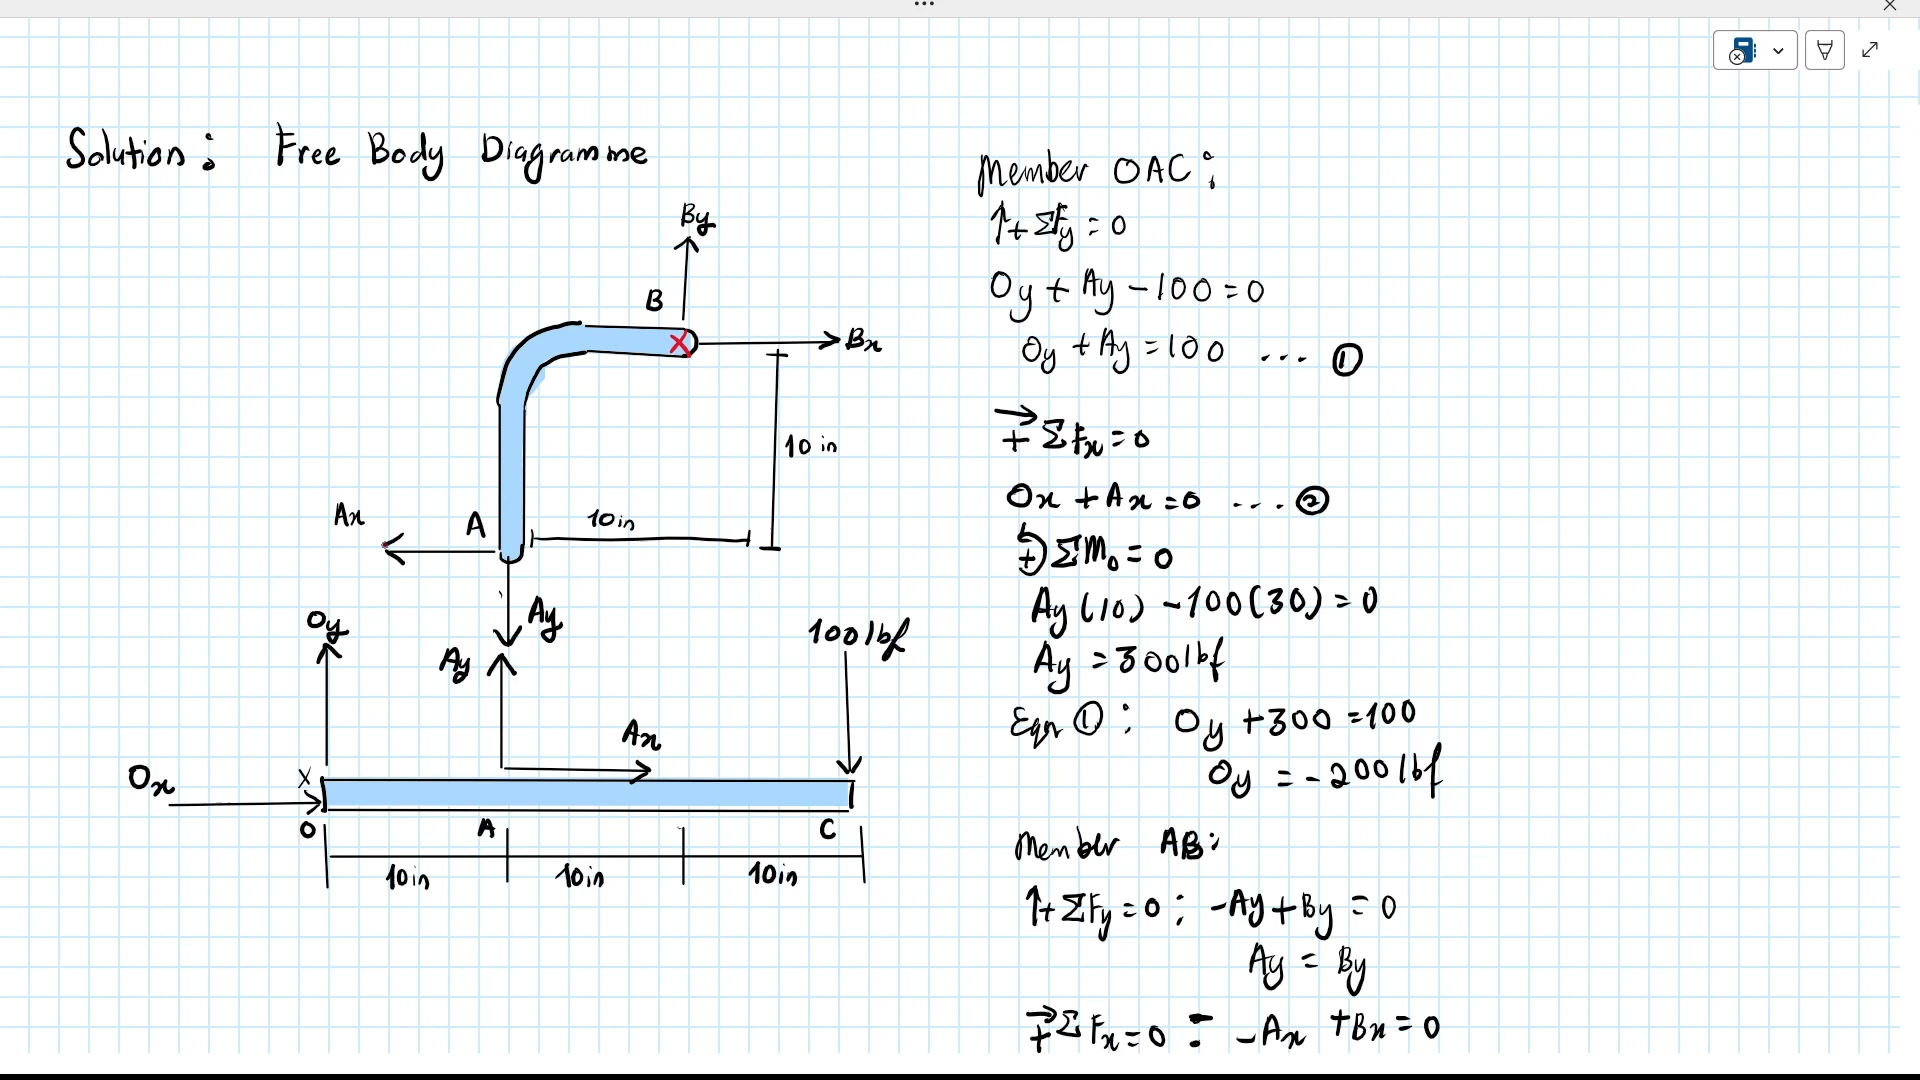 Solution: Free Body Diagramme
By
B
Bx
10 in
10in
Ax
A
Ay
Oy
Ay
100 lbf
Ax
Ox
X
O
A
C
10in
10in
10in
Member OAC:
↑+ ΣFy = 0
Oy + Ay - 100 = 0
Oy + Ay = 100 ... ①
→+ ΣFx = 0
Ox + Ax = 0 .... ②
↺+ ΣMo = 0
Ay (10) - 100(30) = 0
Ay = 300 lbf
Eqn ①: Oy + 300 = 100
Oy = -200 lbf
Member AB:
↑+ ΣFy = 0: -Ay + By = 0
Ay = By
→+ ΣFx = 0: -Ax + Bx = 0